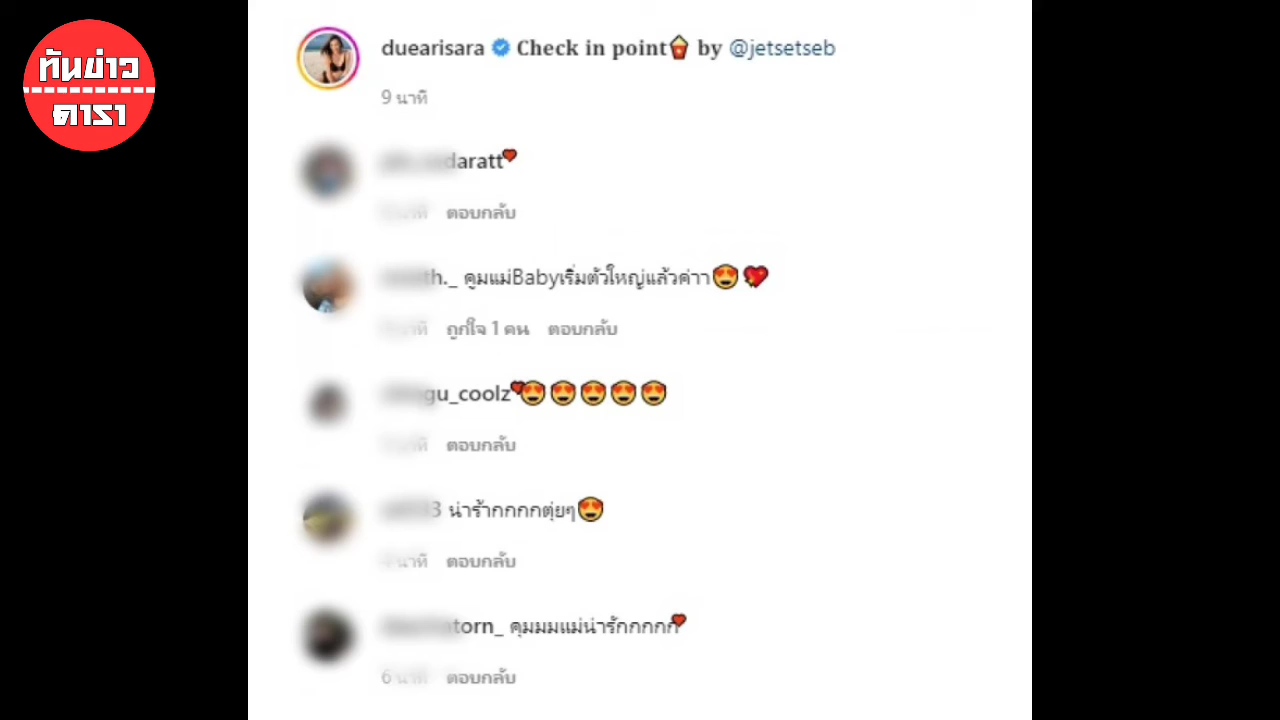 ทันข่าว
ดารา
duearisara Check in point🍿 by @jetsetseb
9 นาที
daratt❤
ตอบกลับ
th._ คูมแม่Babyเริ่มตัวใหญ่แล้วค่าา😍💖
ถูกใจ 1 คน ตอบกลับ
gu_coolz❤😍😍😍😍😍
ตอบกลับ
3 น่าร้ากกกกตุ่ยๆ😍
ตอบกลับ
torn_ คุมมมแม่น่ารักกกกก❤
6 นาที ตอบกลับ